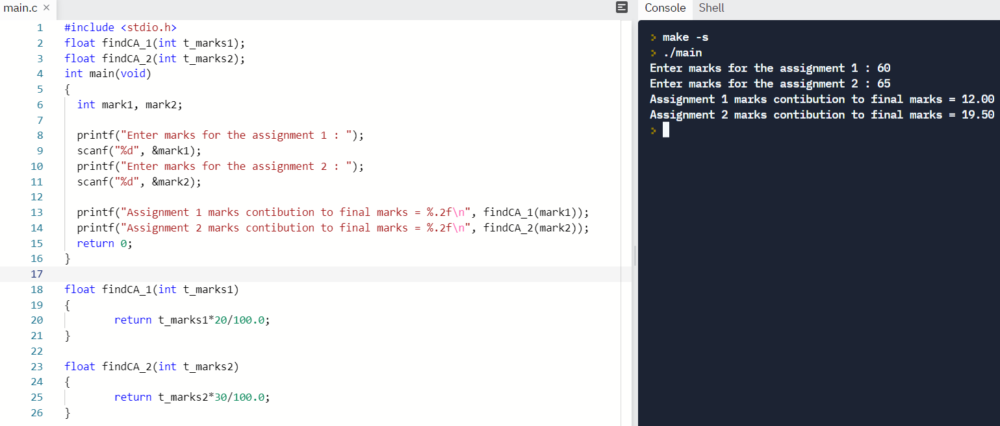 main.c ×
1 #include <stdio.h>
2 float findCA_1(int t_marks1);
3 float findCA_2(int t_marks2);
4 int main(void)
5 {
6   int mark1, mark2;
7
8   printf("Enter marks for the assignment 1 : ");
9   scanf("%d", &mark1);
10   printf("Enter marks for the assignment 2 : ");
11   scanf("%d", &mark2);
12
13   printf("Assignment 1 marks contibution to final marks = %.2f\n", findCA_1(mark1));
14   printf("Assignment 2 marks contibution to final marks = %.2f\n", findCA_2(mark2));
15   return 0;
16 }
17
18 float findCA_1(int t_marks1)
19 {
20         return t_marks1*20/100.0;
21 }
22
23 float findCA_2(int t_marks2)
24 {
25         return t_marks2*30/100.0;
26 }
Console Shell
> make -s
> ./main
Enter marks for the assignment 1 : 60
Enter marks for the assignment 2 : 65
Assignment 1 marks contibution to final marks = 12.00
Assignment 2 marks contibution to final marks = 19.50
>